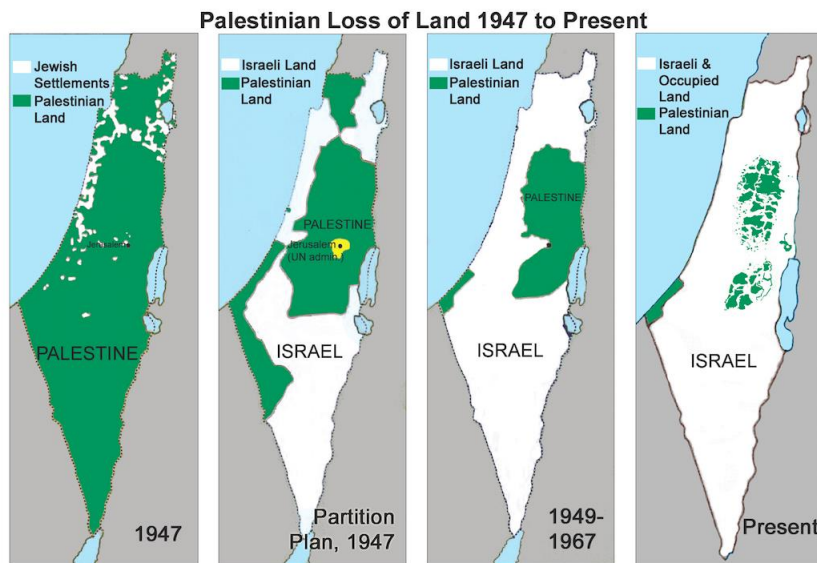 Palestinian Loss of Land 1947 to Present
Jewish
Settlements
Palestinian
Land
Jerusalem
PALESTINE
1947
Israeli Land
Palestinian
Land
PALESTINE
Jerusalem
(UN admin.)
ISRAEL
Partition
Plan, 1947
Israeli Land
Palestinian
Land
PALESTINE
ISRAEL
1949-
1967
Israeli &
Occupied
Land
Palestinian
Land
ISRAEL
Present